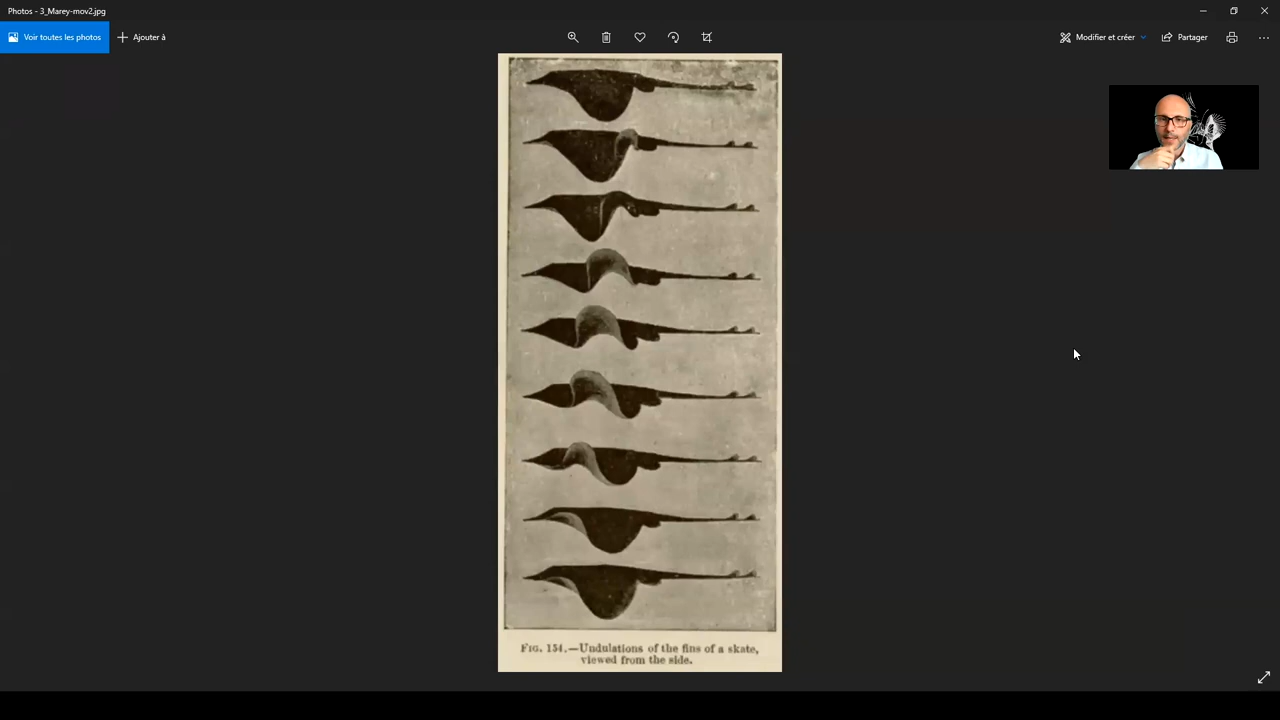 Photos - 3_Marey-mov2.jpg
Voir toutes les photos
Ajouter à
Modifier et créer
Partager
FIG. 154.—Undulations of the fins of a skate,
viewed from the side.